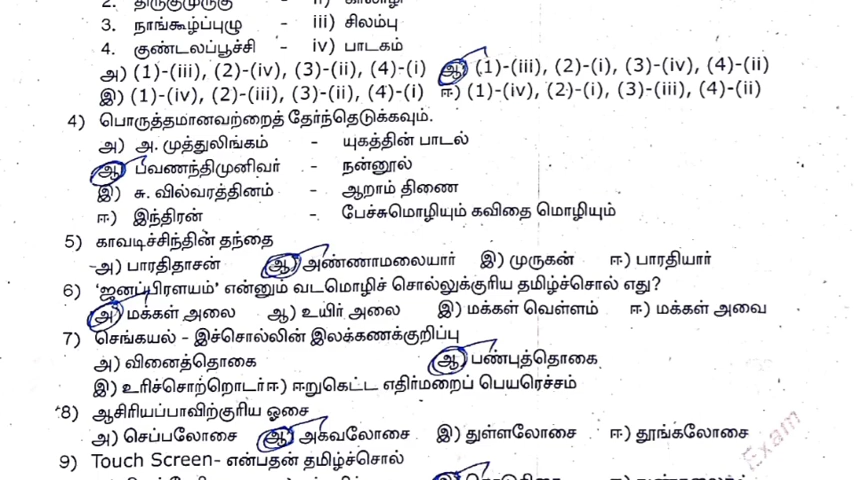 2. திருகுமுருகு - ii) காலாழி
3. நாங்கூழ்ப்புழு - iii) சிலம்பு
4. குண்டலப்பூச்சி - iv) பாடகம்
அ) (1)-(iii), (2)-(iv), (3)-(ii), (4)-(i) ஆ) (1)-(iii), (2)-(i), (3)-(iv), (4)-(ii)
இ) (1)-(iv), (2)-(iii), (3)-(ii), (4)-(i) ஈ) (1)-(iv), (2)-(i), (3)-(iii), (4)-(ii)
4) பொருத்தமானவற்றைத் தேர்ந்தெடுக்கவும்.
அ) அ. முத்துலிங்கம் - யுகத்தின் பாடல்
ஆ) பவணந்திமுனிவர் - நன்னூல்
இ) சு. வில்வரத்தினம் - ஆறாம் திணை
ஈ) இந்திரன் - பேச்சுமொழியும் கவிதை மொழியும்
5) காவடிச்சிந்தின் தந்தை
அ) பாரதிதாசன் ஆ) அண்ணாமலையார் இ) முருகன் ஈ) பாரதியார்
6) 'ஜனப்பிரளயம்' என்னும் வடமொழிச் சொல்லுக்குரிய தமிழ்ச்சொல் எது?
அ) மக்கள் அலை ஆ) உயிர் அலை இ) மக்கள் வெள்ளம் ஈ) மக்கள் அவை
7) செங்கயல் - இச்சொல்லின் இலக்கணக்குறிப்பு
அ) வினைத்தொகை ஆ) பண்புத்தொகை
இ) உரிச்சொற்றொடர் ஈ) ஈறுகெட்ட எதிர்மறைப் பெயரெச்சம்
8) ஆசிரியப்பாவிற்குரிய ஓசை
அ) செப்பலோசை ஆ) அகவலோசை இ) துள்ளலோசை ஈ) தூங்கலோசை
Exam
9) Touch Screen- என்பதன் தமிழ்ச்சொல்